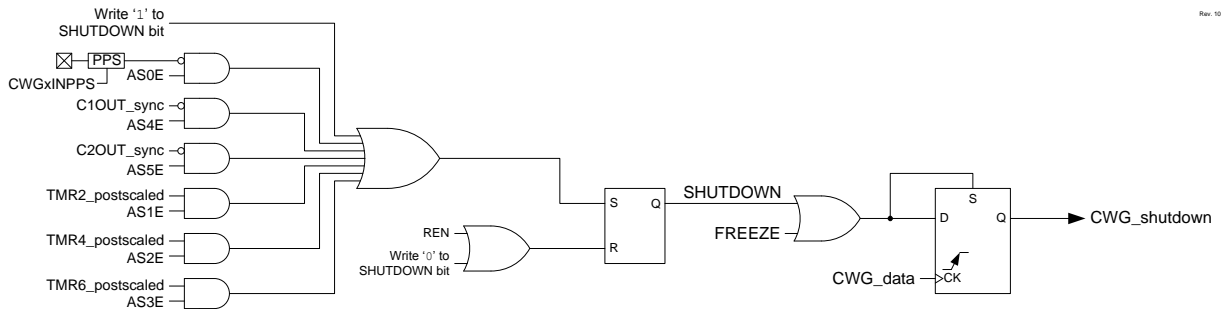 Write '1' to
SHUTDOWN bit
Rev. 10
PPS
AS0E
CWGxINPPS
C1OUT_sync
AS4E
C2OUT_sync
AS5E
TMR2_postscaled
AS1E
TMR4_postscaled
AS2E
TMR6_postscaled
AS3E
REN
Write '0' to
SHUTDOWN bit
S
Q
R
SHUTDOWN
FREEZE
S
D
Q
CK
CWG_data
CWG_shutdown